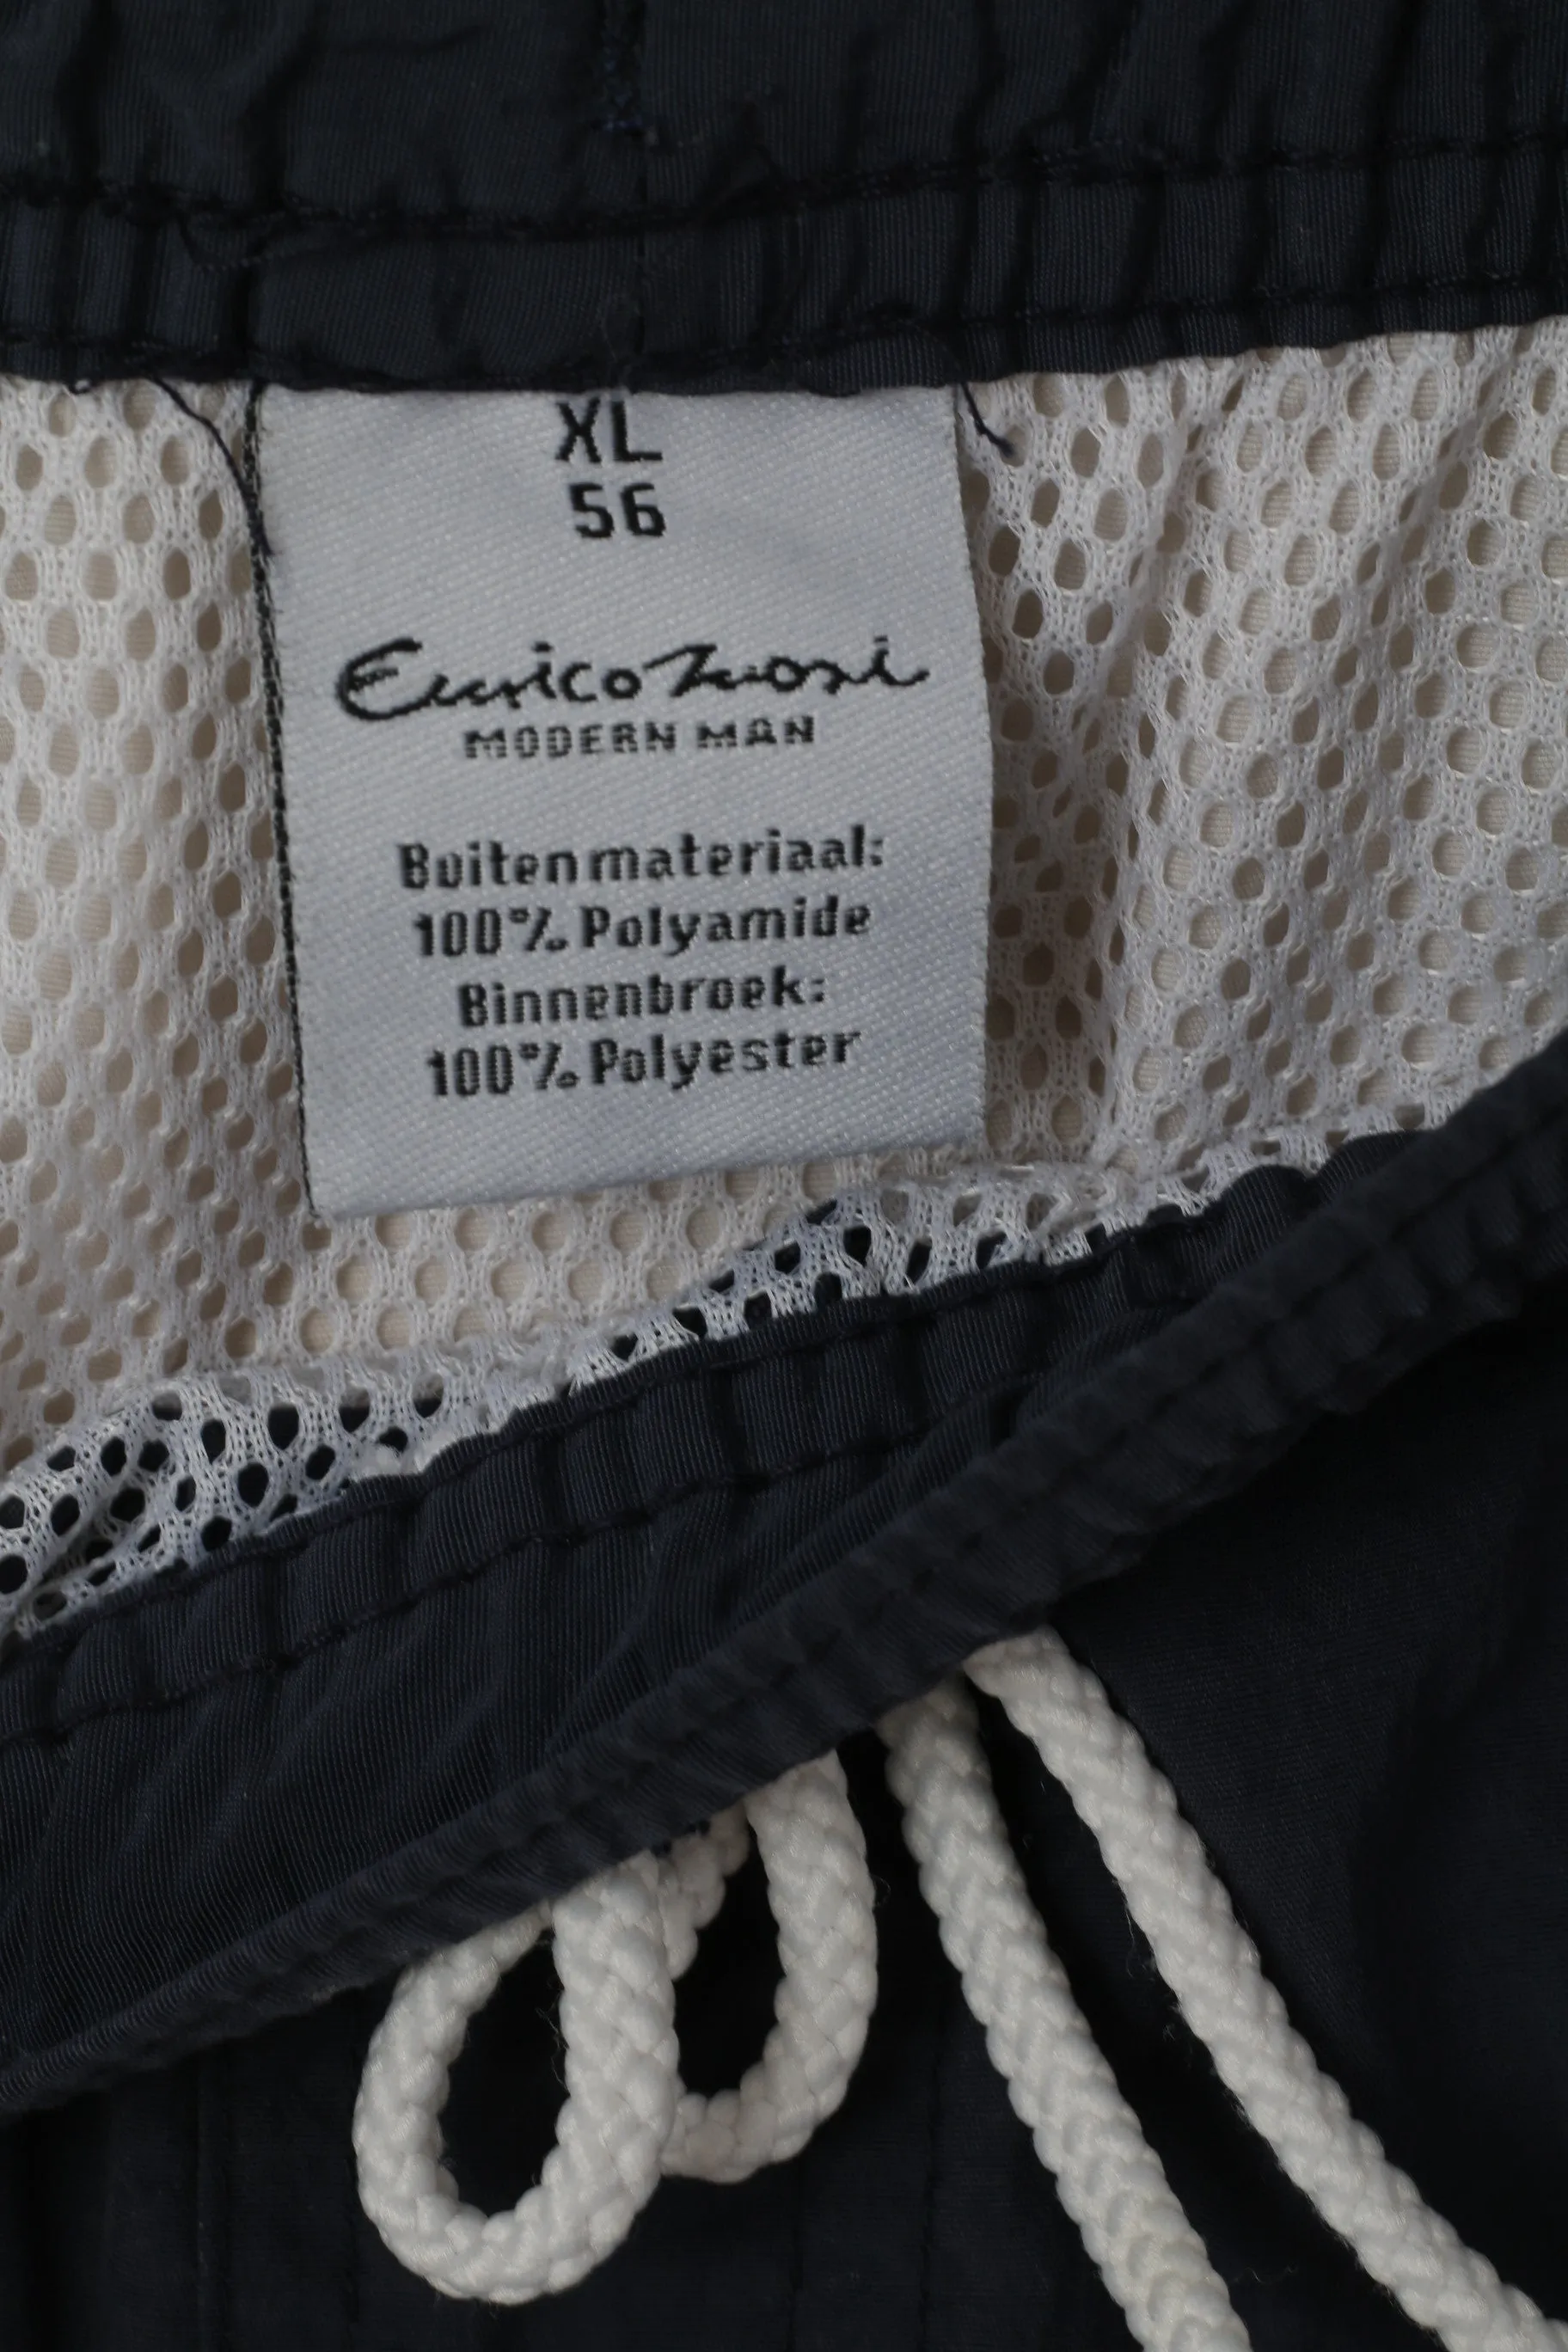 XL
56
Enrico Mori
MODERN MAN
Buitenmateriaal:
100% Polyamide
Binnenbroek:
100% Polyester